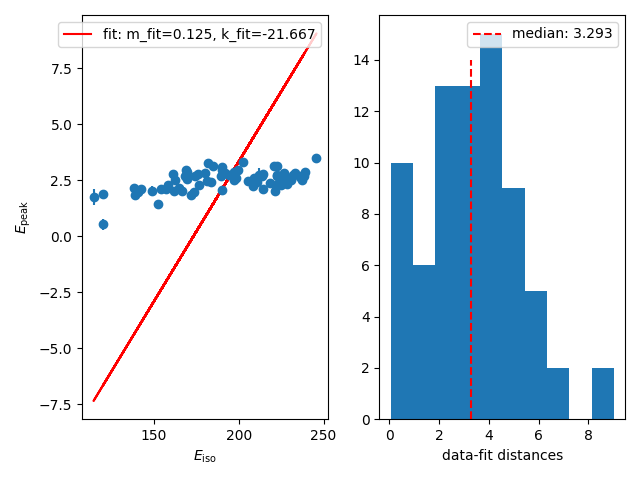 fit: m_fit=0.125, k_fit=-21.667
7.5
5.0
2.5
0.0
−2.5
−5.0
−7.5
E_peak
150 200 250
E_iso
median: 3.293
14
12
10
8
6
4
2
0
0 2 4 6 8
data-fit distances